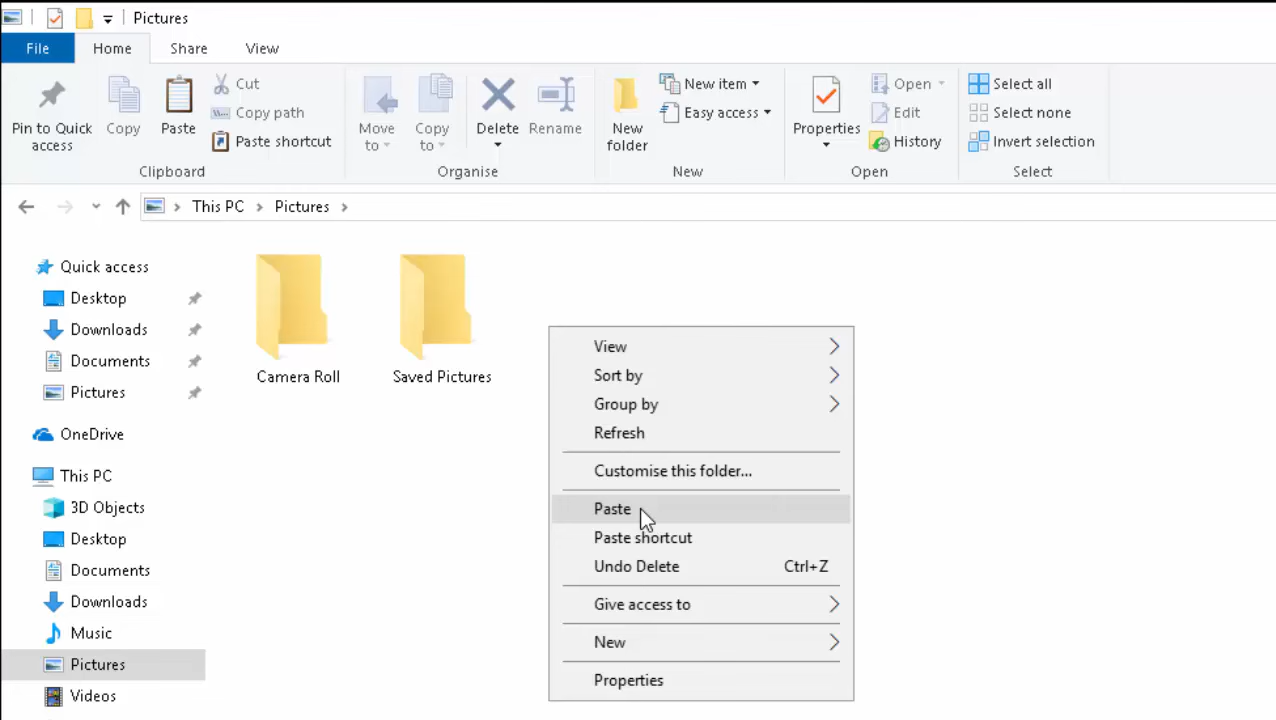 Pictures
File Home Share View
Pin to Quick access
Copy
Paste
Cut
Copy path
Paste shortcut
Clipboard
Move to
Copy to
Delete
Rename
Organise
New folder
New item
Easy access
New
Properties
Open
Edit
History
Open
Select all
Select none
Invert selection
Select
This PC > Pictures >
Quick access
Desktop
Downloads
Documents
Pictures
OneDrive
This PC
3D Objects
Desktop
Documents
Downloads
Music
Pictures
Videos
Camera Roll
Saved Pictures
View
Sort by
Group by
Refresh
Customise this folder...
Paste
Paste shortcut
Undo Delete Ctrl+Z
Give access to
New
Properties